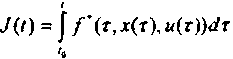 J(t) = ∫_{t_0}^{t} f^*(τ, x(τ), u(τ))dτ